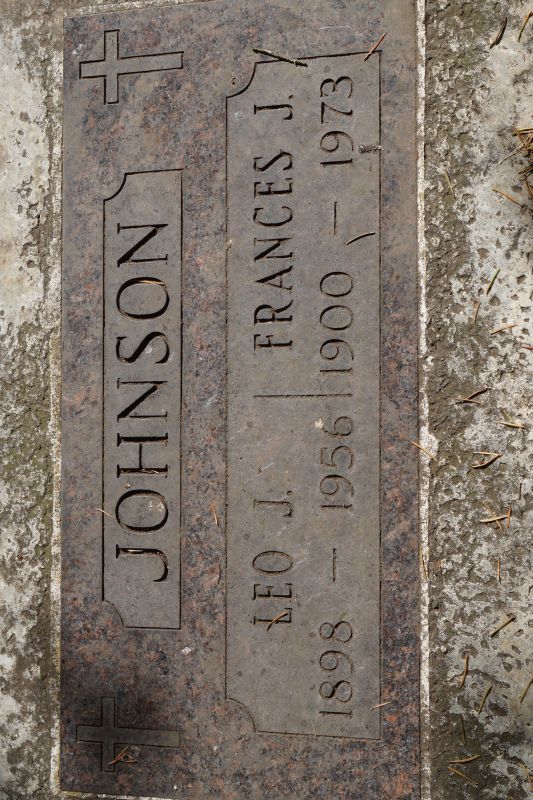 JOHNSON
LEO J. FRANCES J.
1898 — 1956 1900 — 1973